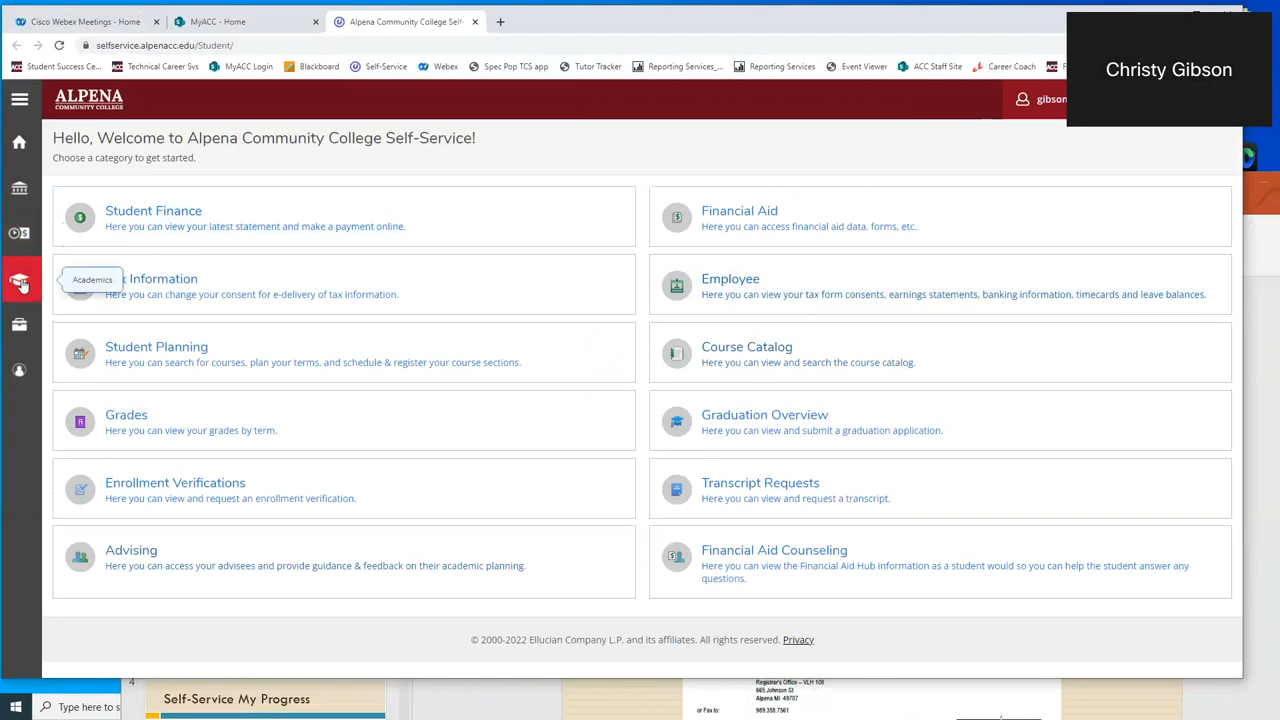 Cisco Webex Meetings - Home
MyACC - Home
Alpena Community College Self-
selfservice.alpenacc.edu/Student/
Student Success Ce...
Technical Career Svs
MyACC Login
Blackboard
Self-Service
Webex
Spec Pop TCS app
Tutor Tracker
Reporting Services_...
Reporting Services
Event Viewer
ACC Staff Site
Career Coach
Christy Gibson
ALPENA
COMMUNITY COLLEGE
gibson
Hello, Welcome to Alpena Community College Self-Service!
Choose a category to get started.
Student Finance
Here you can view your latest statement and make a payment online.
Financial Aid
Here you can access financial aid data, forms, etc.
Academics
x Information
Here you can change your consent for e-delivery of tax information.
Employee
Here you can view your tax form consents, earnings statements, banking information, timecards and leave balances.
Student Planning
Here you can search for courses, plan your terms, and schedule & register your course sections.
Course Catalog
Here you can view and search the course catalog.
Grades
Here you can view your grades by term.
Graduation Overview
Here you can view and submit a graduation application.
Enrollment Verifications
Here you can view and request an enrollment verification.
Transcript Requests
Here you can view and request a transcript.
Advising
Here you can access your advisees and provide guidance & feedback on their academic planning.
Financial Aid Counseling
Here you can view the Financial Aid Hub information as a student would so you can help the student answer any
questions.
© 2000-2022 Ellucian Company L.P. and its affiliates. All rights reserved. Privacy
4
Self-Service My Progress
Registrar's Office – VLH 108
665 Johnson St
Alpena MI 49707
or Fax to:
989.358.7561
Type here to s